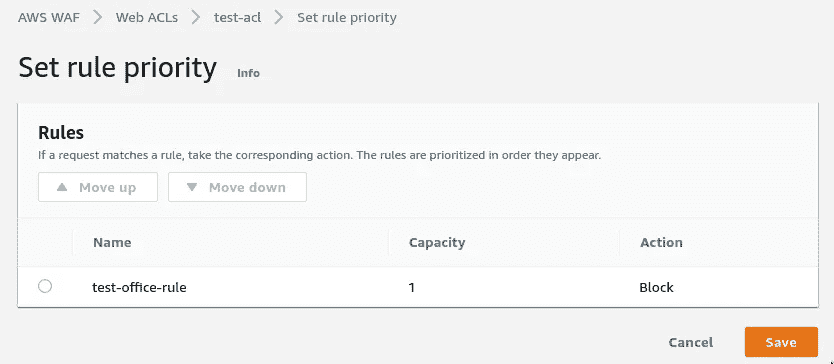 AWS WAF > Web ACLs > test-acl > Set rule priority
Set rule priority Info
Rules
If a request matches a rule, take the corresponding action. The rules are prioritized in order they appear.
▲ Move up ▼ Move down
Name Capacity Action
test-office-rule 1 Block
Cancel Save